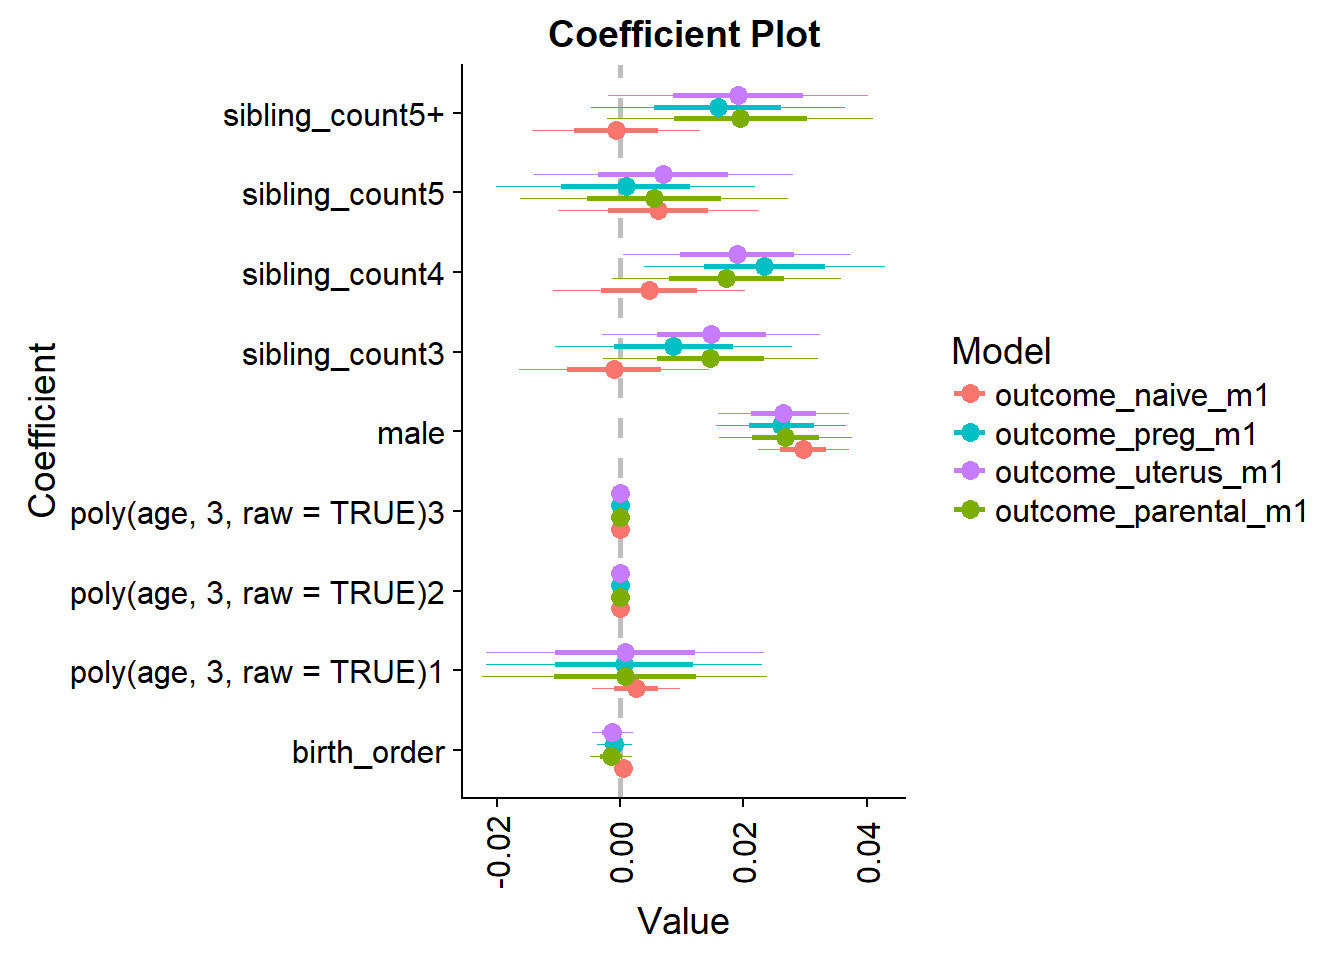 Coefficient Plot
sibling_count5+
sibling_count5
sibling_count4
sibling_count3
male
poly(age, 3, raw = TRUE)3
poly(age, 3, raw = TRUE)2
poly(age, 3, raw = TRUE)1
birth_order
Coefficient
-0.02
0.00
0.02
0.04
Value
Model
outcome_naive_m1
outcome_preg_m1
outcome_uterus_m1
outcome_parental_m1